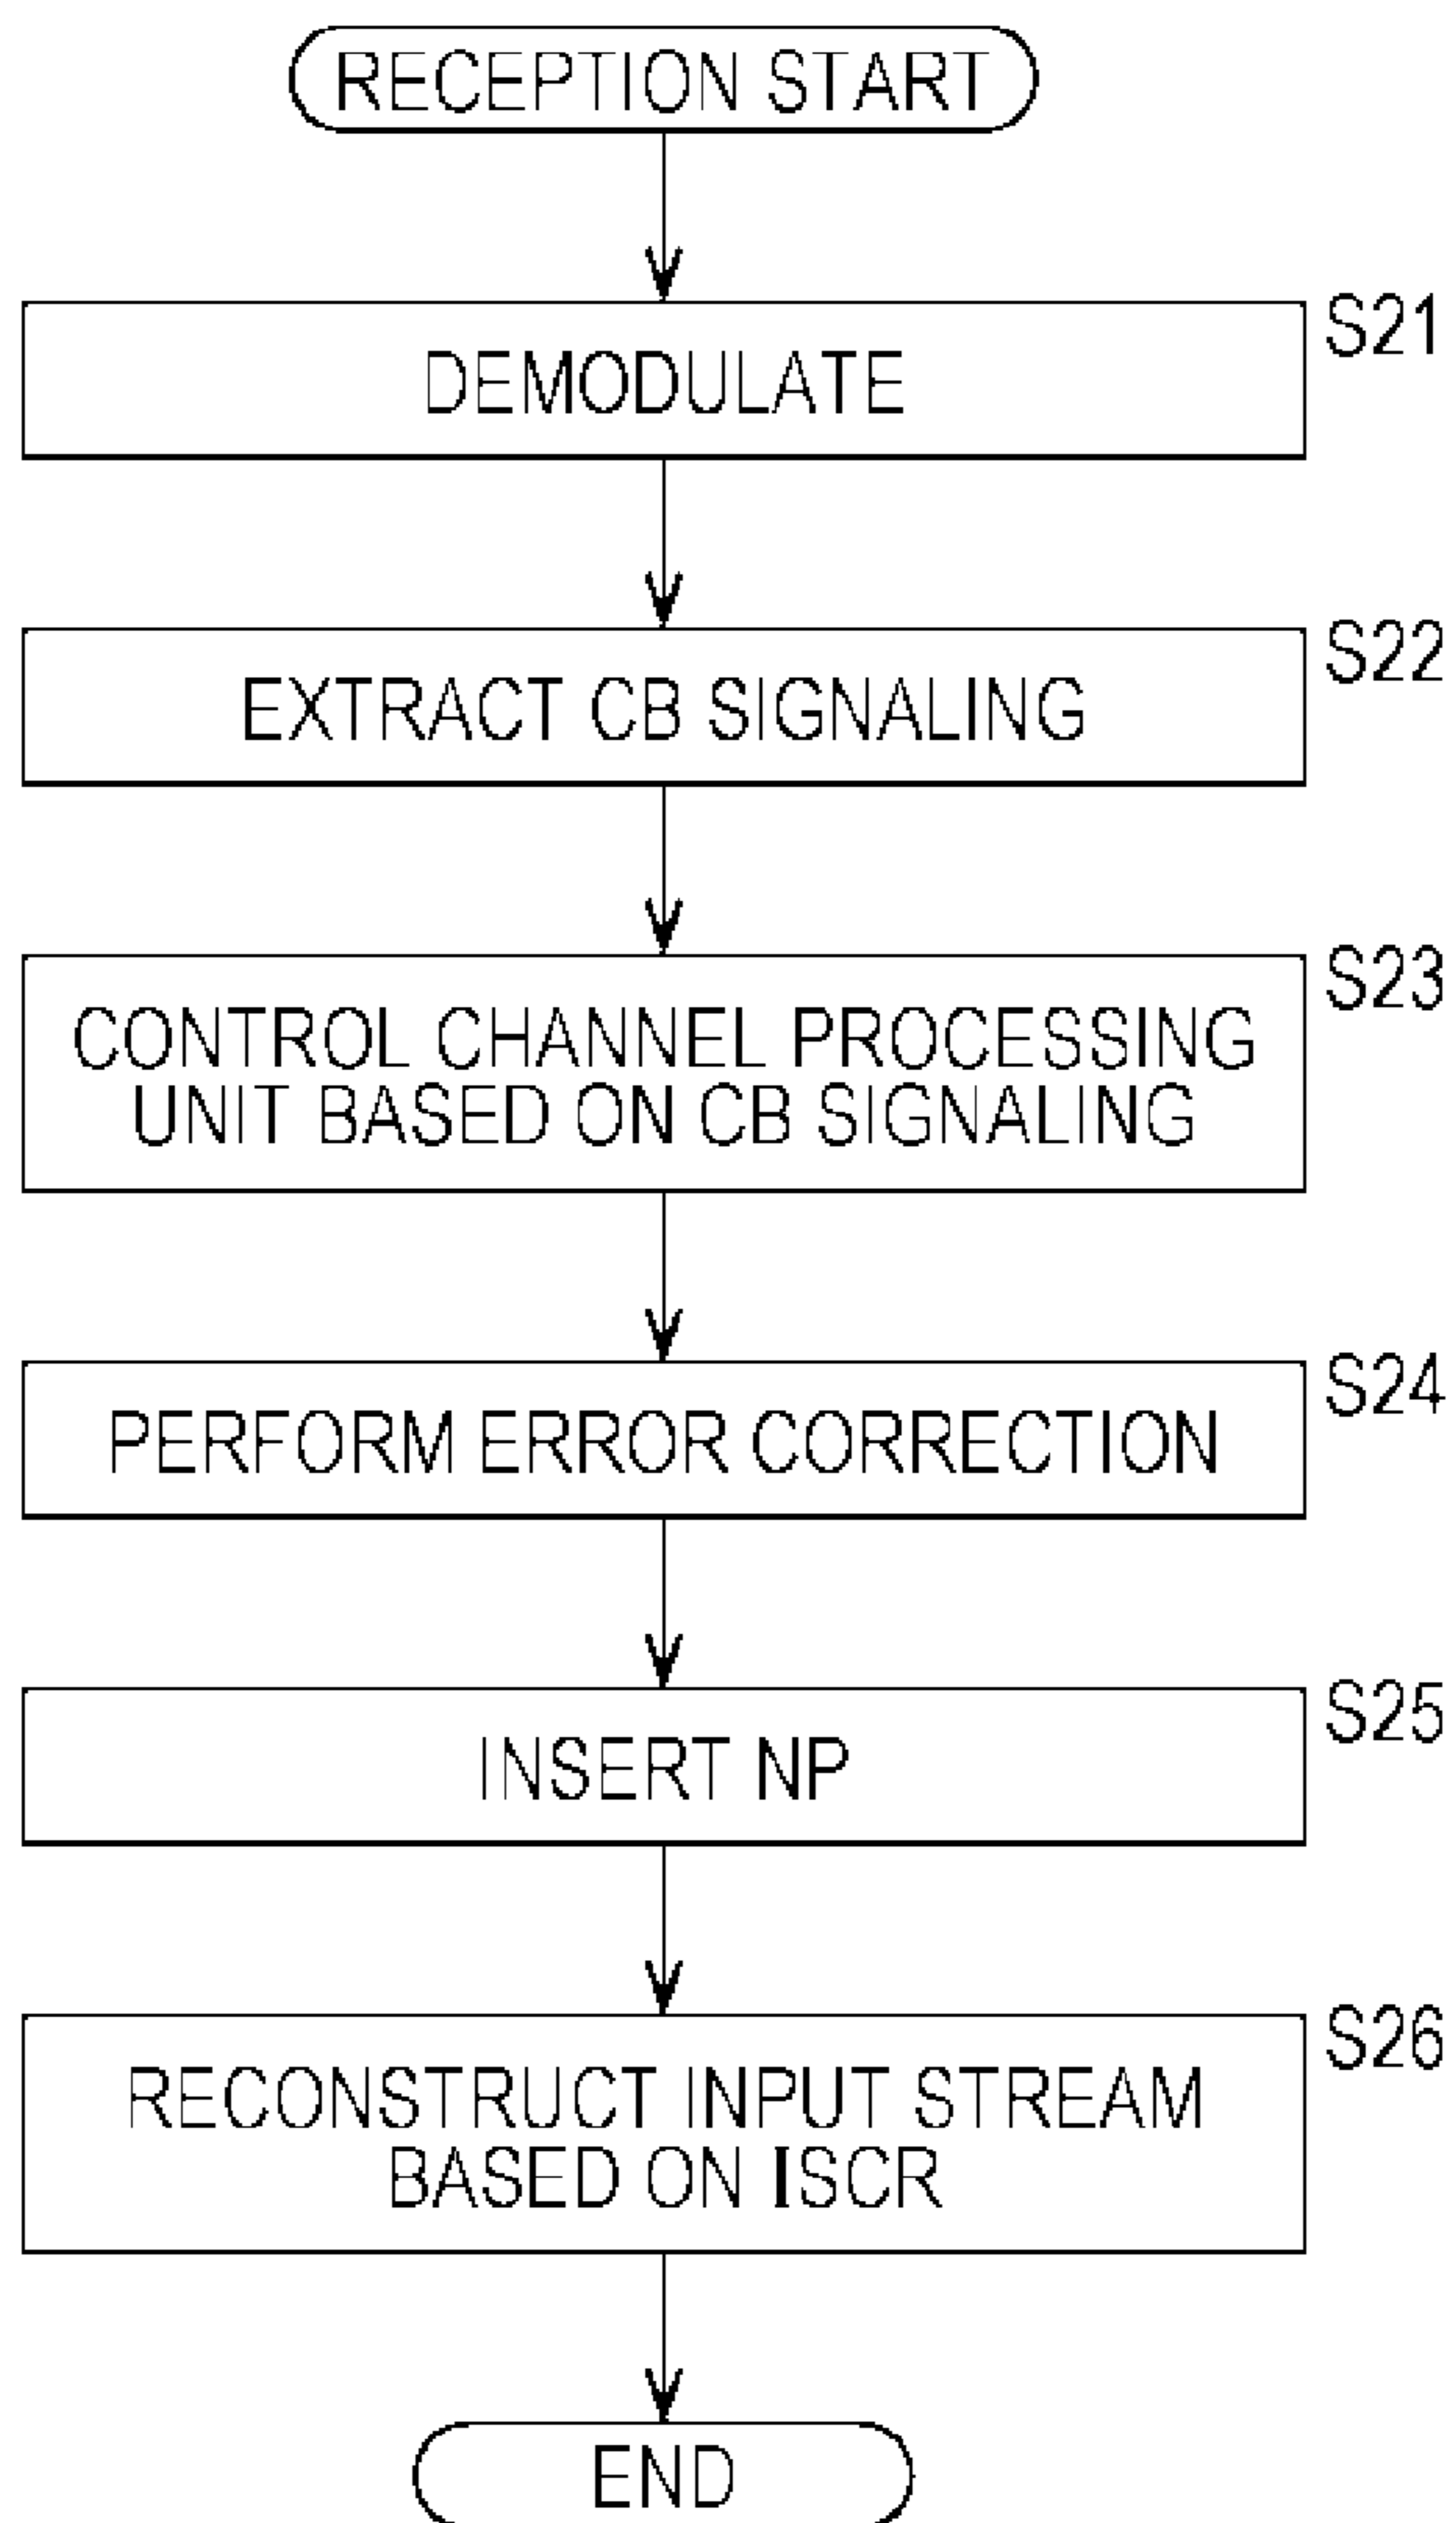 RECEPTION START
S21
DEMODULATE
S22
EXTRACT CB SIGNALING
S23
CONTROL CHANNEL PROCESSING
UNIT BASED ON CB SIGNALING
S24
PERFORM ERROR CORRECTION
S25
INSERT NP
S26
RECONSTRUCT INPUT STREAM
BASED ON ISCR
END